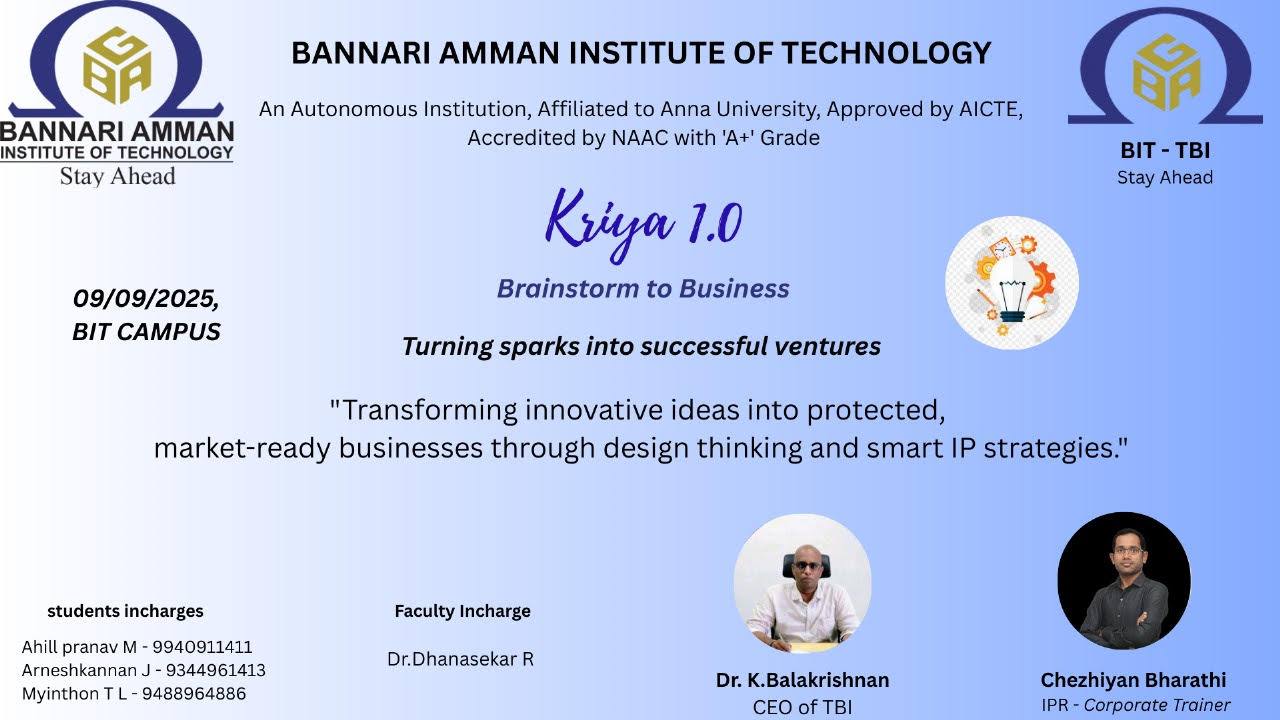 BANNARI AMMAN
INSTITUTE OF TECHNOLOGY
Stay Ahead
BANNARI AMMAN INSTITUTE OF TECHNOLOGY
An Autonomous Institution, Affiliated to Anna University, Approved by AICTE,
Accredited by NAAC with 'A+' Grade
BIT - TBI
Stay Ahead
Kriya 1.0
Brainstorm to Business
Turning sparks into successful ventures
09/09/2025,
BIT CAMPUS
"Transforming innovative ideas into protected,
market-ready businesses through design thinking and smart IP strategies."
students incharges
Ahill pranav M - 9940911411
Arneshkannan J - 9344961413
Myinthon T L - 9488964886
Faculty Incharge
Dr.Dhanasekar R
Dr. K.Balakrishnan
CEO of TBI
Chezhiyan Bharathi
IPR - Corporate Trainer